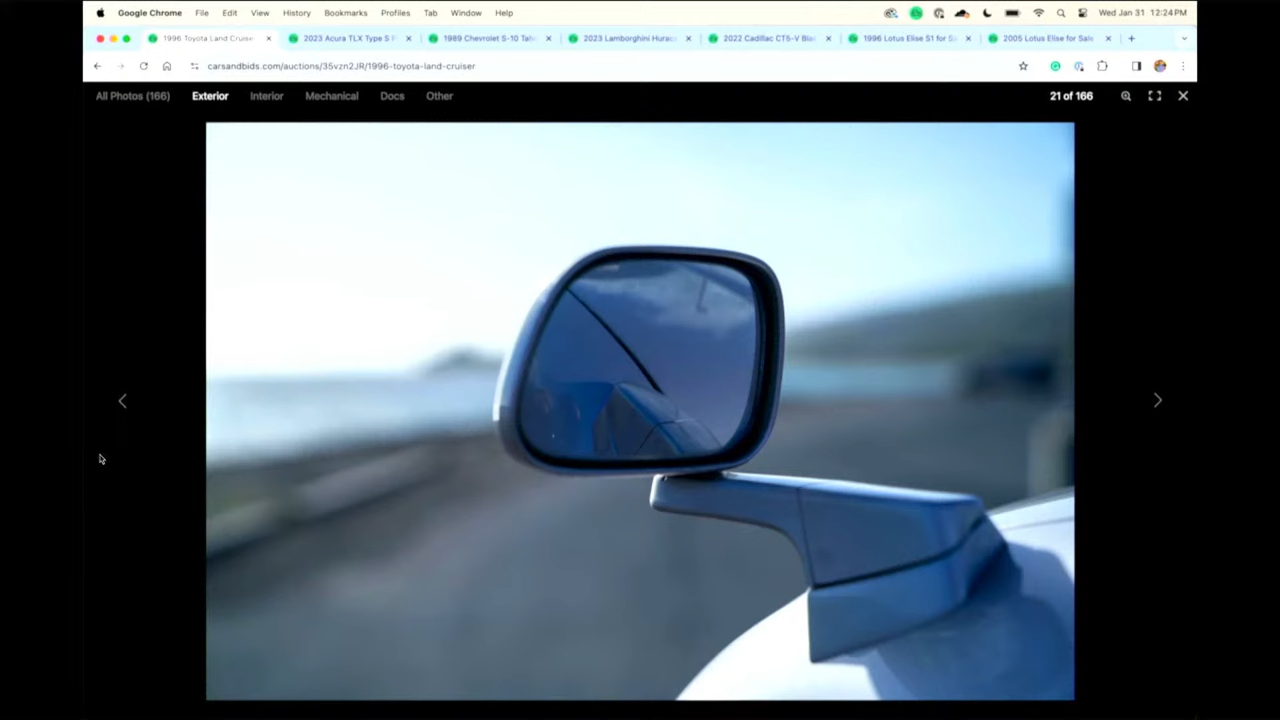 Google Chrome File Edit View History Bookmarks Profiles Tab Window Help Wed Jan 31 12:24 PM
1996 Toyota Land Cruise 2023 Acura TLX Type S 1989 Chevrolet S-10 Tah 2023 Lamborghini Hurac 2022 Cadillac CT5-V Bla 1996 Lotus Elise S1 for S 2005 Lotus Elise for Sale
carsandbids.com/auctions/35vzn2JR/1996-toyota-land-cruiser
All Photos (166) Exterior Interior Mechanical Docs Other 21 of 166